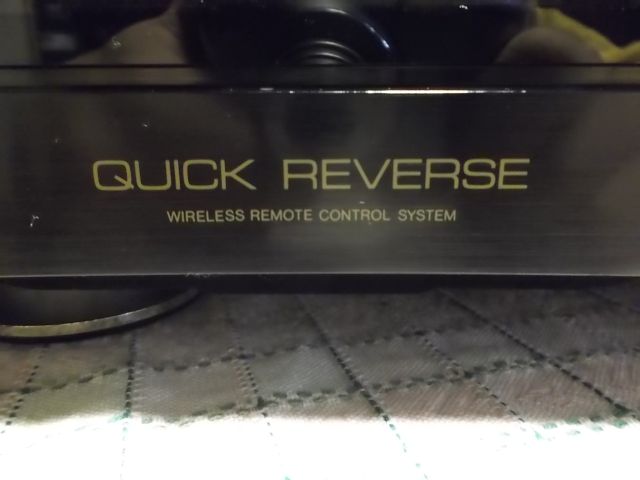 QUICK REVERSE
WIRELESS REMOTE CONTROL SYSTEM